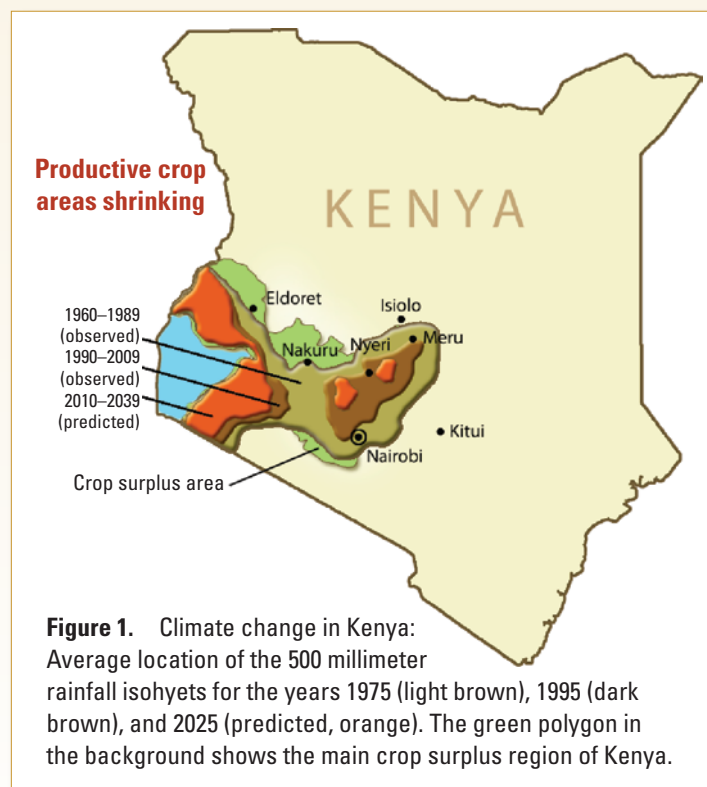 Productive crop
areas shrinking
KENYA
Eldoret
Isiolo
Nakuru
Nyeri
Meru
Kitui
Nairobi
1960–1989
(observed)
1990–2009
(observed)
2010–2039
(predicted)
Crop surplus area
Figure 1. Climate change in Kenya:
Average location of the 500 millimeter
rainfall isohyets for the years 1975 (light brown), 1995 (dark
brown), and 2025 (predicted, orange). The green polygon in
the background shows the main crop surplus region of Kenya.